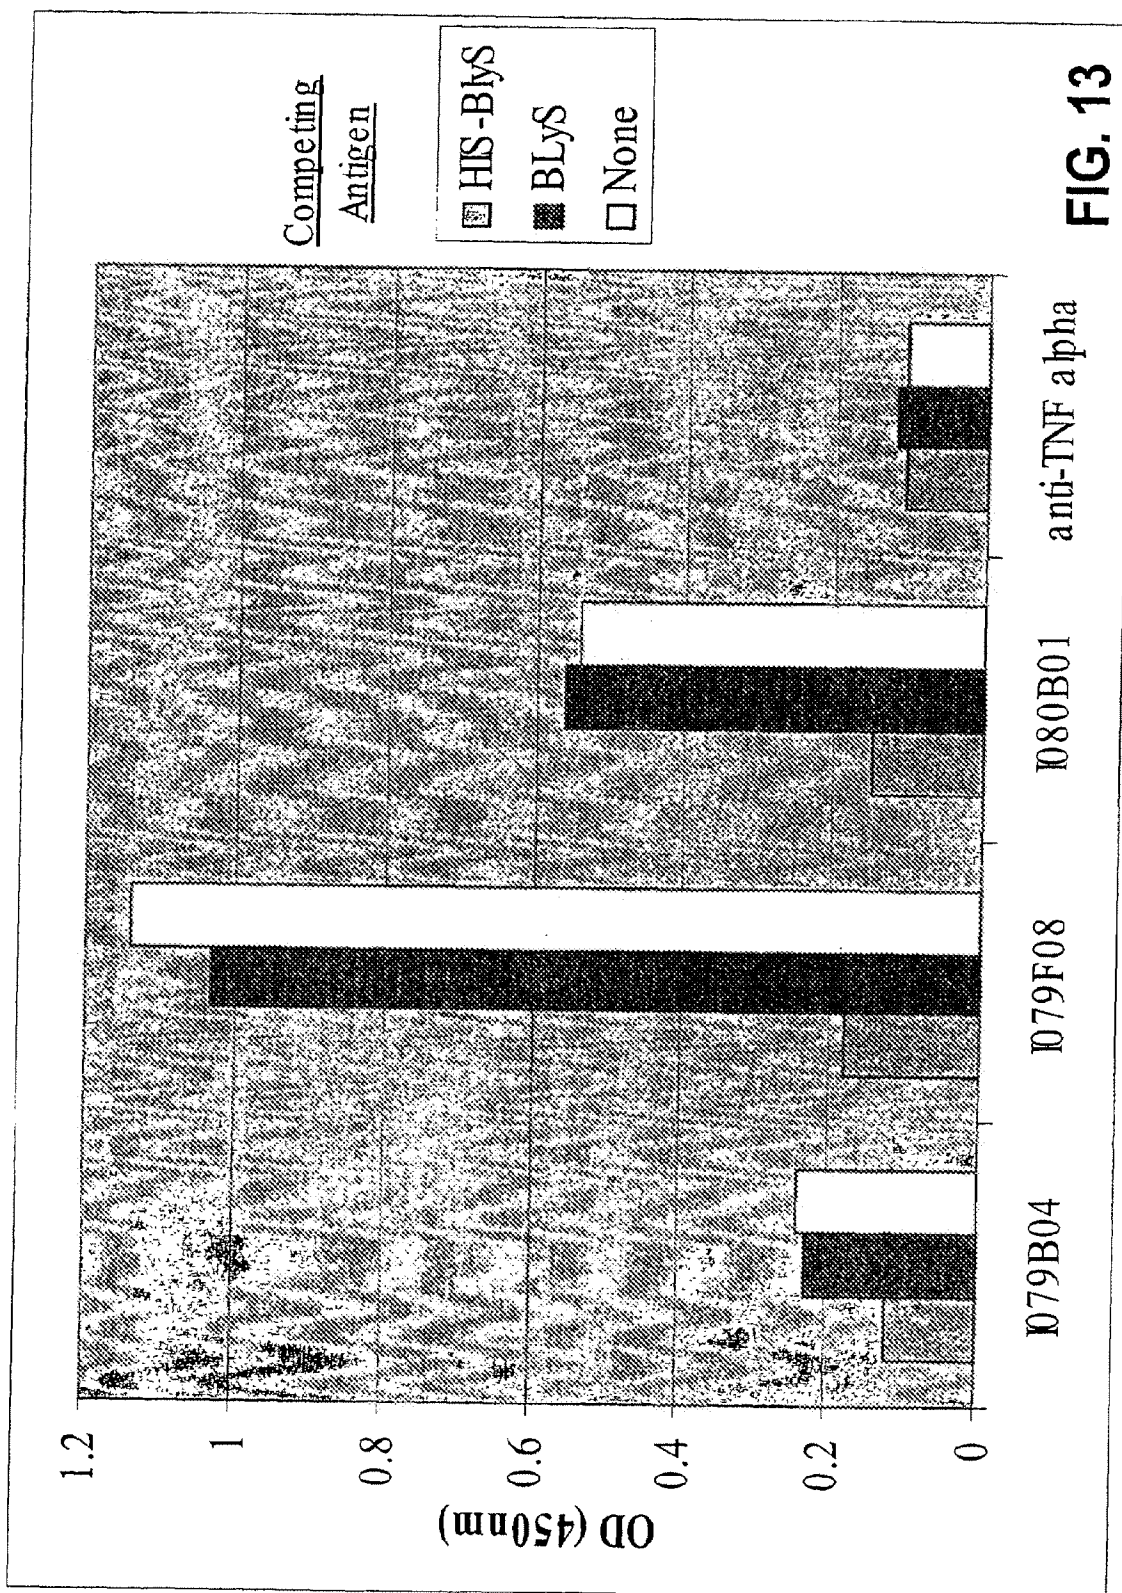 Competing
Antigen
HIS-BlyS
BLyS
None
OD (450nm)
1.2
1
0.8
0.6
0.4
0.2
0
I079B04
I079F08
I080B01
anti-TNF alpha
FIG. 13